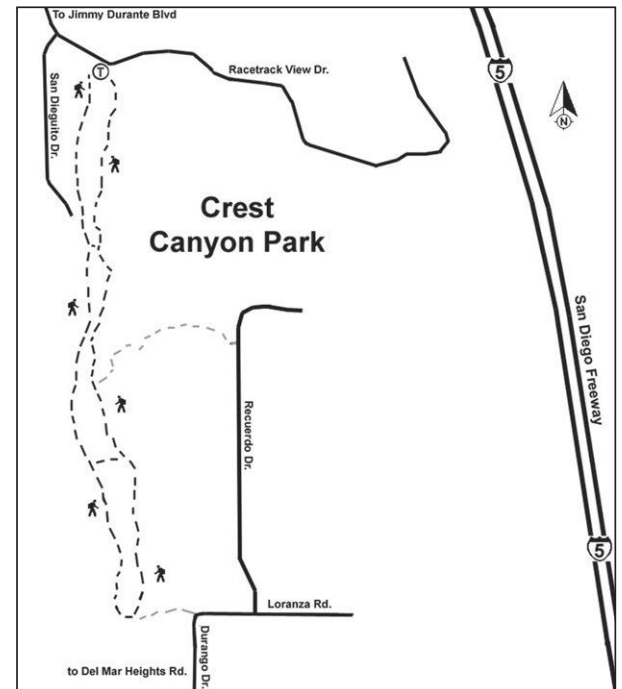 To Jimmy Durante Blvd
T
San Dieguito Dr.
Racetrack View Dr.
5
N
Crest
Canyon Park
San Diego Freeway
Recuerdo Dr.
5
Loranza Rd.
Durango Dr.
to Del Mar Heights Rd.